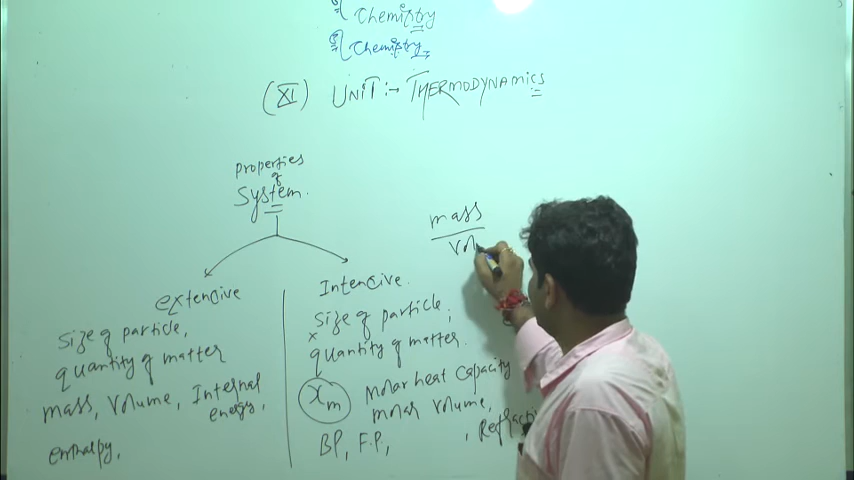 Chemistry
Chemistry
(XI) UNIT :→ THERMODYNAMICS
Properties
of
System.
mass
vol
extensive
Intensive.
Size of particle,
quantity of matter
mass, Volume, Internal
energy,
enthalpy,
x Size of particle,
quantity of matter.
Xm Molar heat capacity
molar volume,
BP, F.P., , Refracti